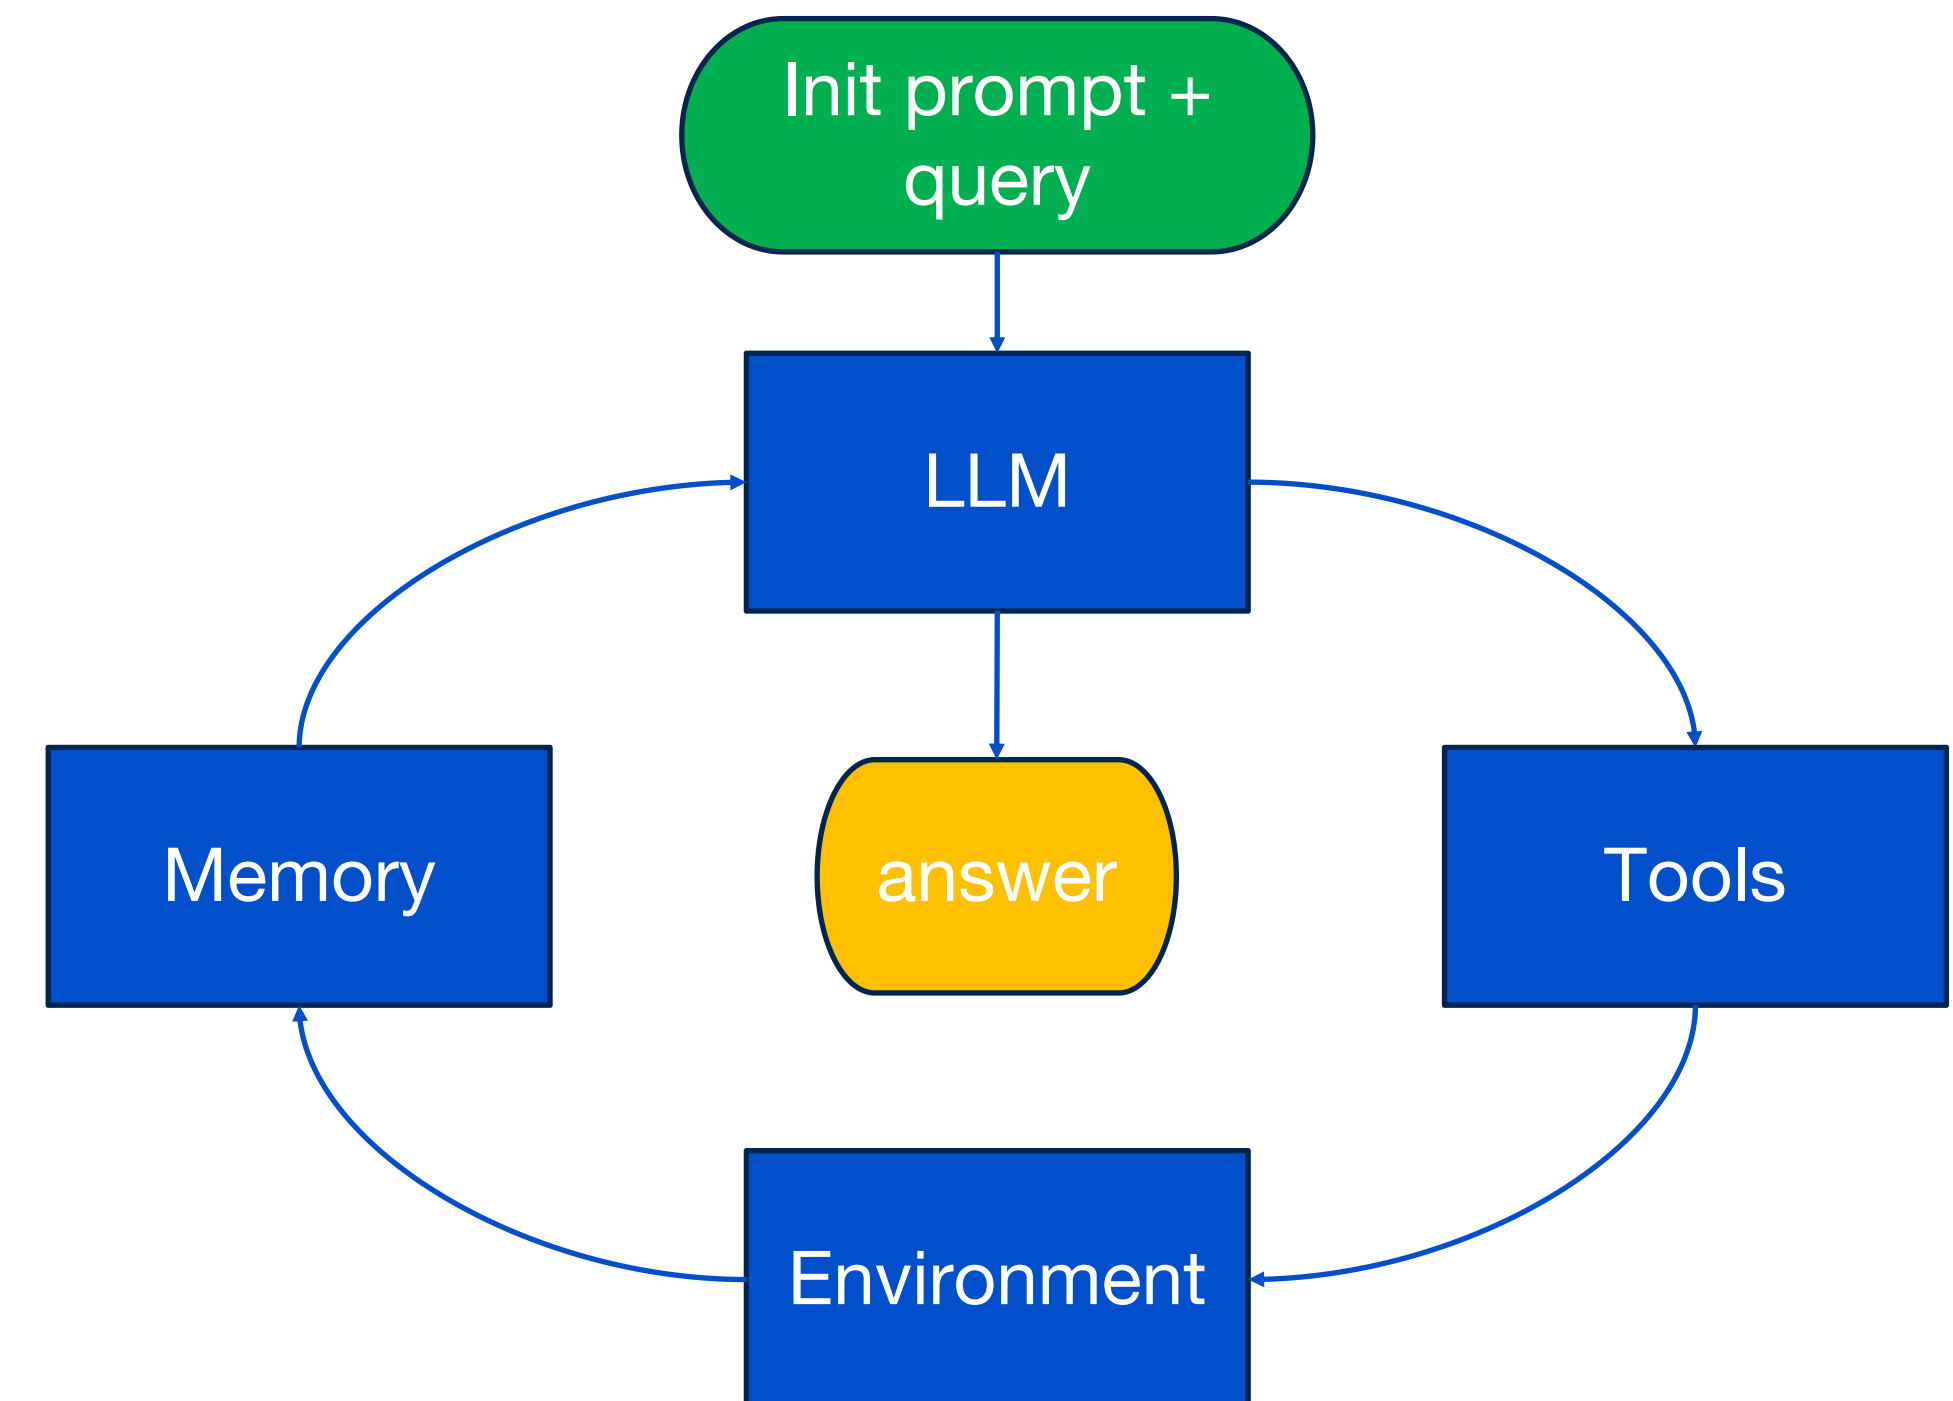 Init prompt +
query
LLM
Memory
answer
Tools
Environment